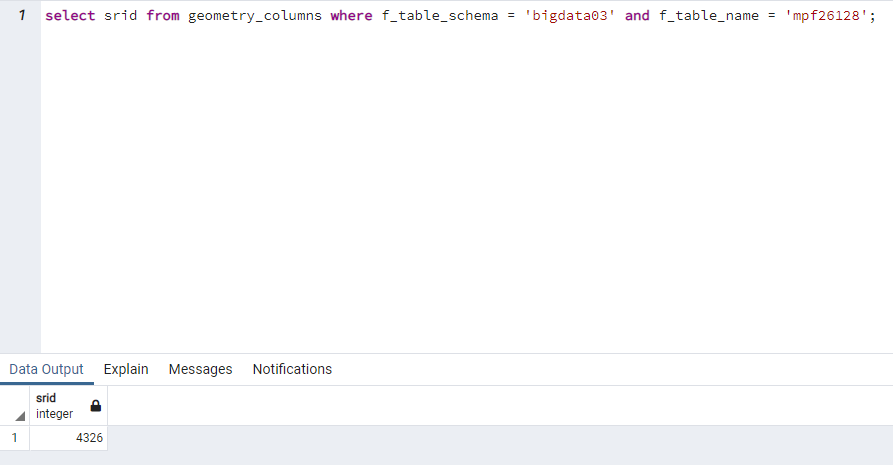 1 select srid from geometry_columns where f_table_schema = 'bigdata03' and f_table_name = 'mpf26128';
Data Output Explain Messages Notifications
srid
integer
1 4326